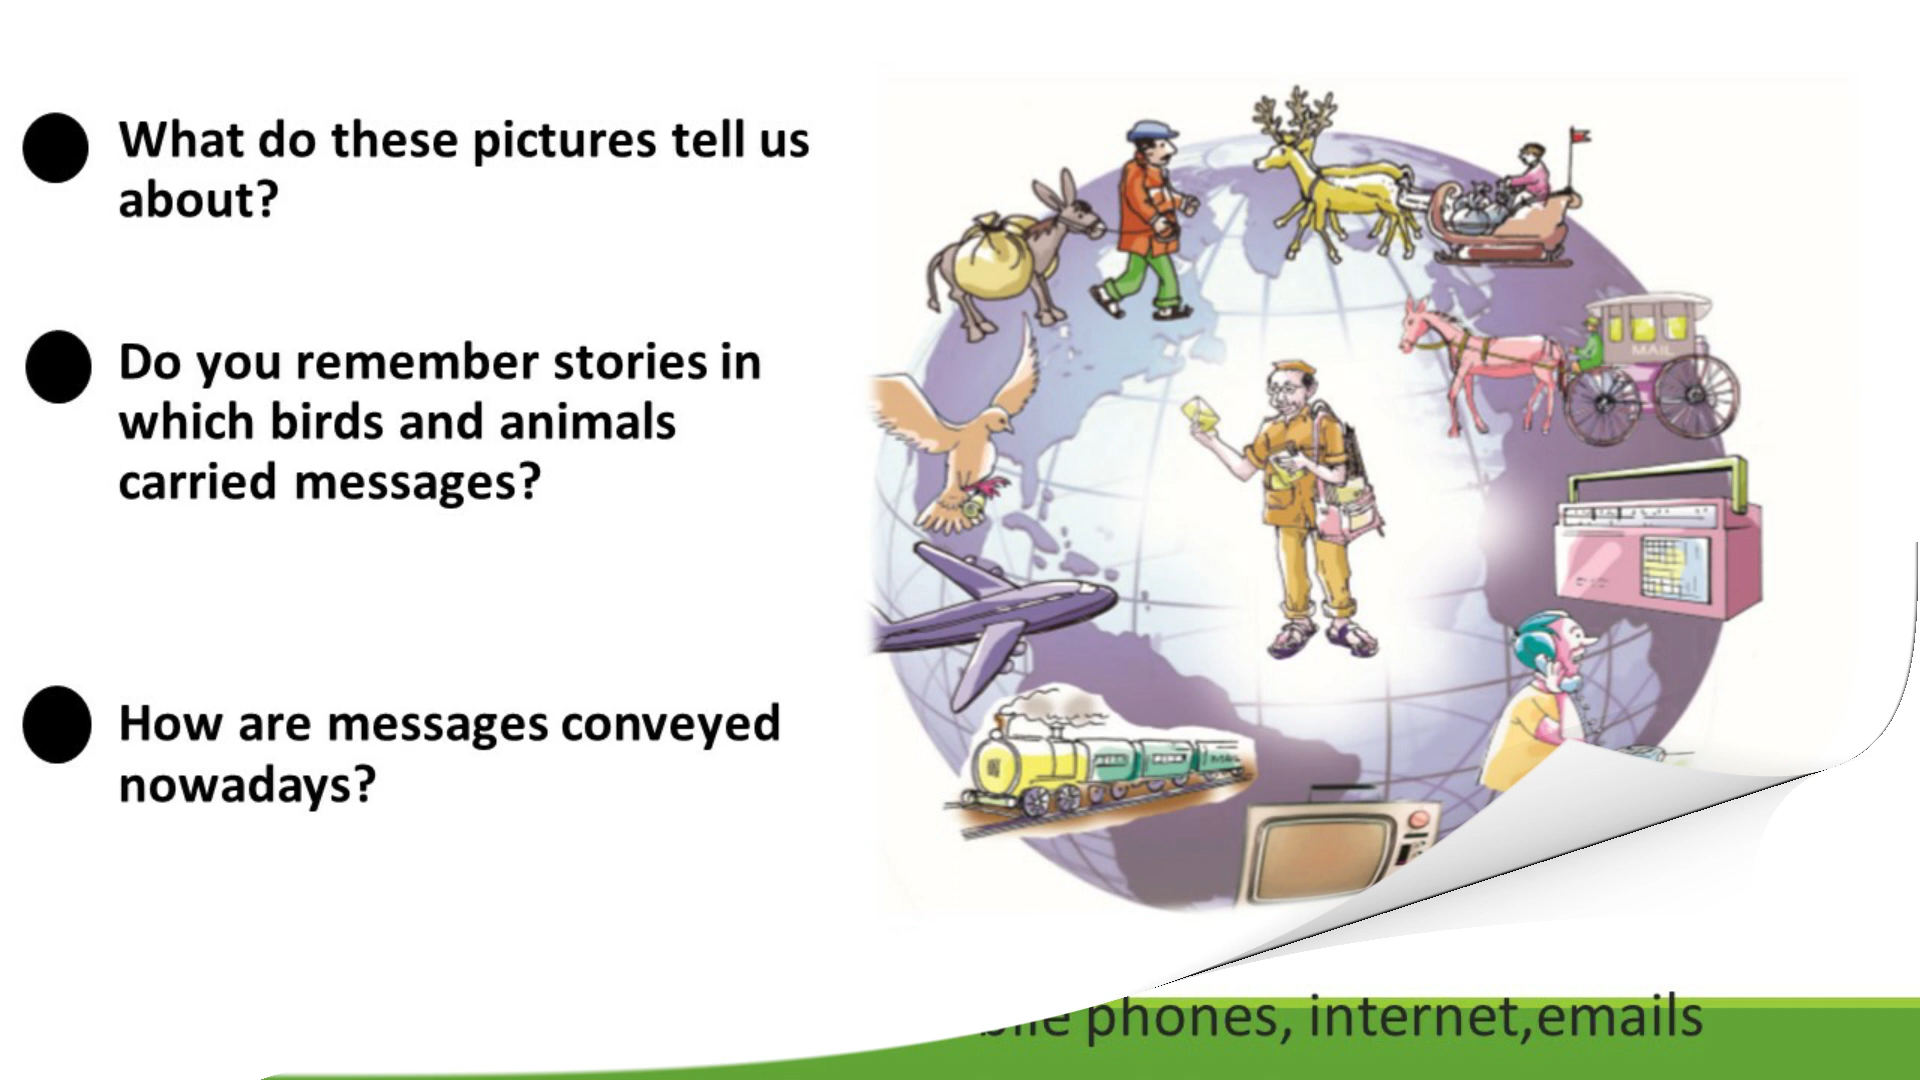 What do these pictures tell us
about?
Do you remember stories in
which birds and animals
carried messages?
How are messages conveyed
nowadays?
MAIL
phones, internet,emails